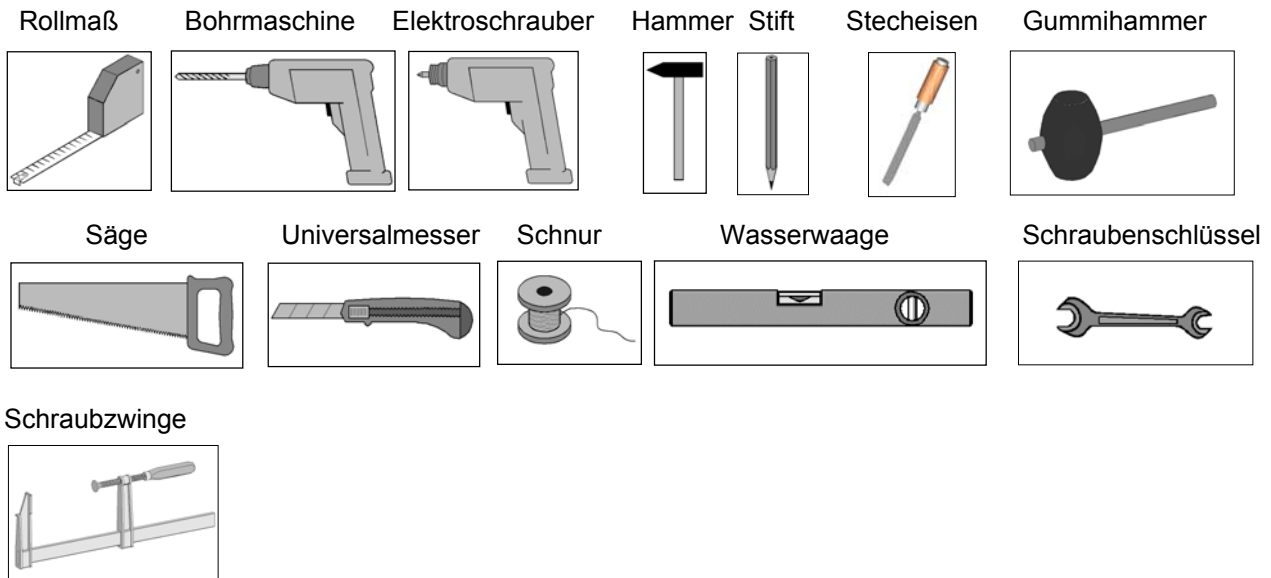 Rollmaß Bohrmaschine Elektroschrauber Hammer Stift Stecheisen Gummihammer
Säge Universalmesser Schnur Wasserwaage Schraubenschlüssel
Schraubzwinge